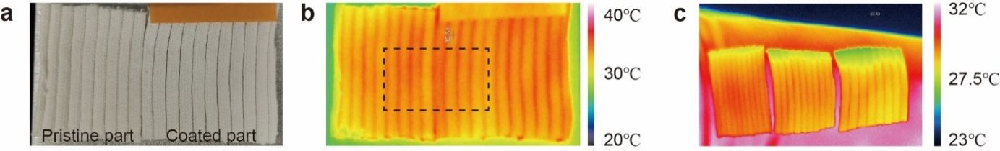 a
Pristine part
Coated part
b
40℃
30℃
20℃
c
32℃
27.5℃
23℃